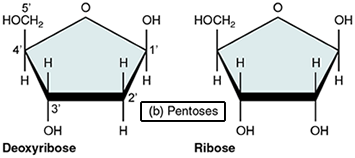 5'
HOCH2 O OH
4' 1'
H H H H
3' 2'
OH H
Deoxyribose
(b) Pentoses
HOCH2 O OH
H H H H
OH OH
Ribose